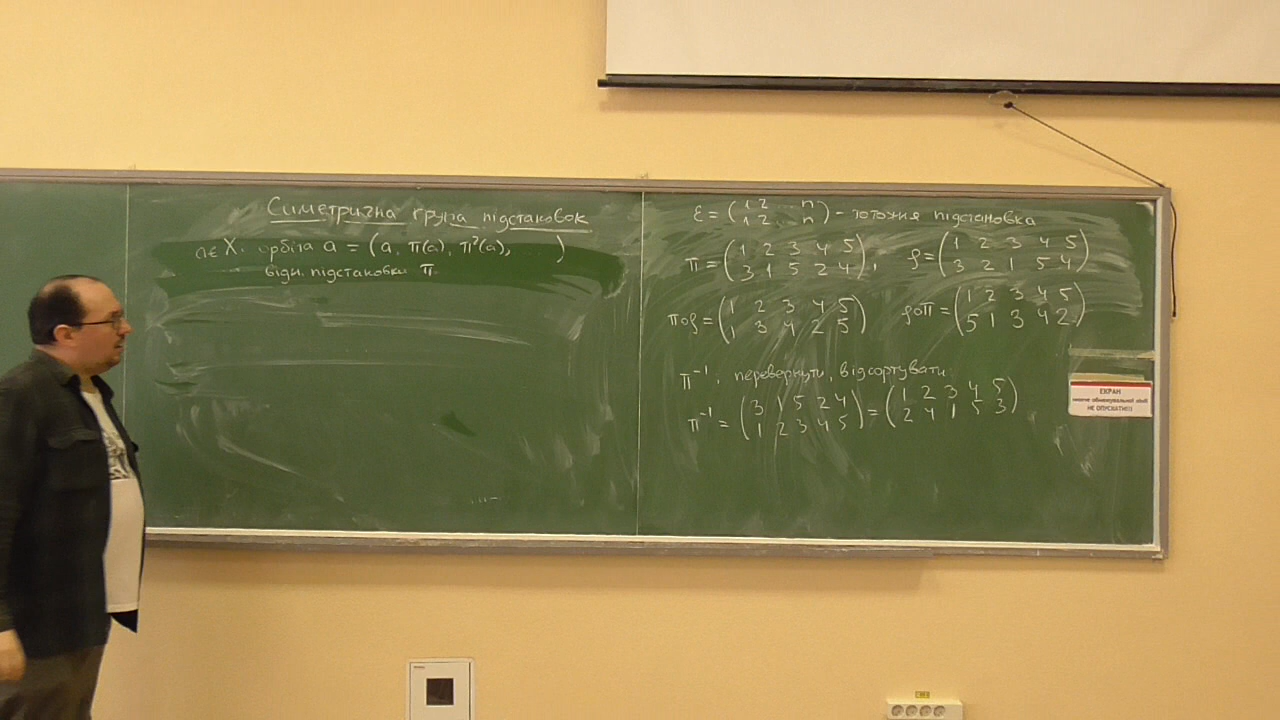 Симетрична група підстановок
a∈X. орбіта a = (a, π(a), π²(a), ... )
відн. підстановки π.
ε = (1 2 ... n / 1 2 ... n) - тотожня підстановка
π = (1 2 3 4 5 / 3 1 5 2 4), ρ = (1 2 3 4 5 / 3 2 1 5 4)
π∘ρ = (1 2 3 4 5 / 1 3 4 2 5) ρ∘π = (1 2 3 4 5 / 5 1 3 4 2)
π⁻¹: перевернути, відсортувати.
π⁻¹ = (3 1 5 2 4 / 1 2 3 4 5) = (1 2 3 4 5 / 2 4 1 5 3)
ЕКРАН
НЕ ОПУСКАТИ!!!